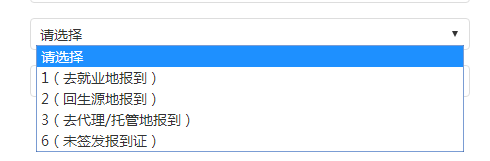 请选择
请选择
1（去就业地报到）
2（回生源地报到）
3（去代理/托管地报到）
6（未签发报到证）